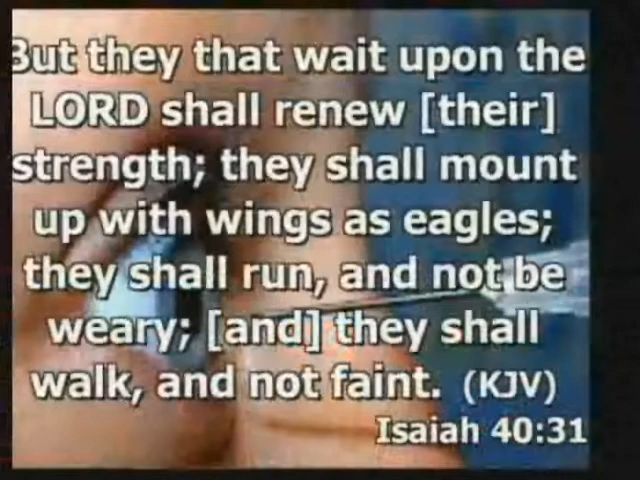 But they that wait upon the
LORD shall renew [their]
strength; they shall mount
up with wings as eagles;
they shall run, and not be
weary; [and] they shall
walk, and not faint. (KJV)
Isaiah 40:31